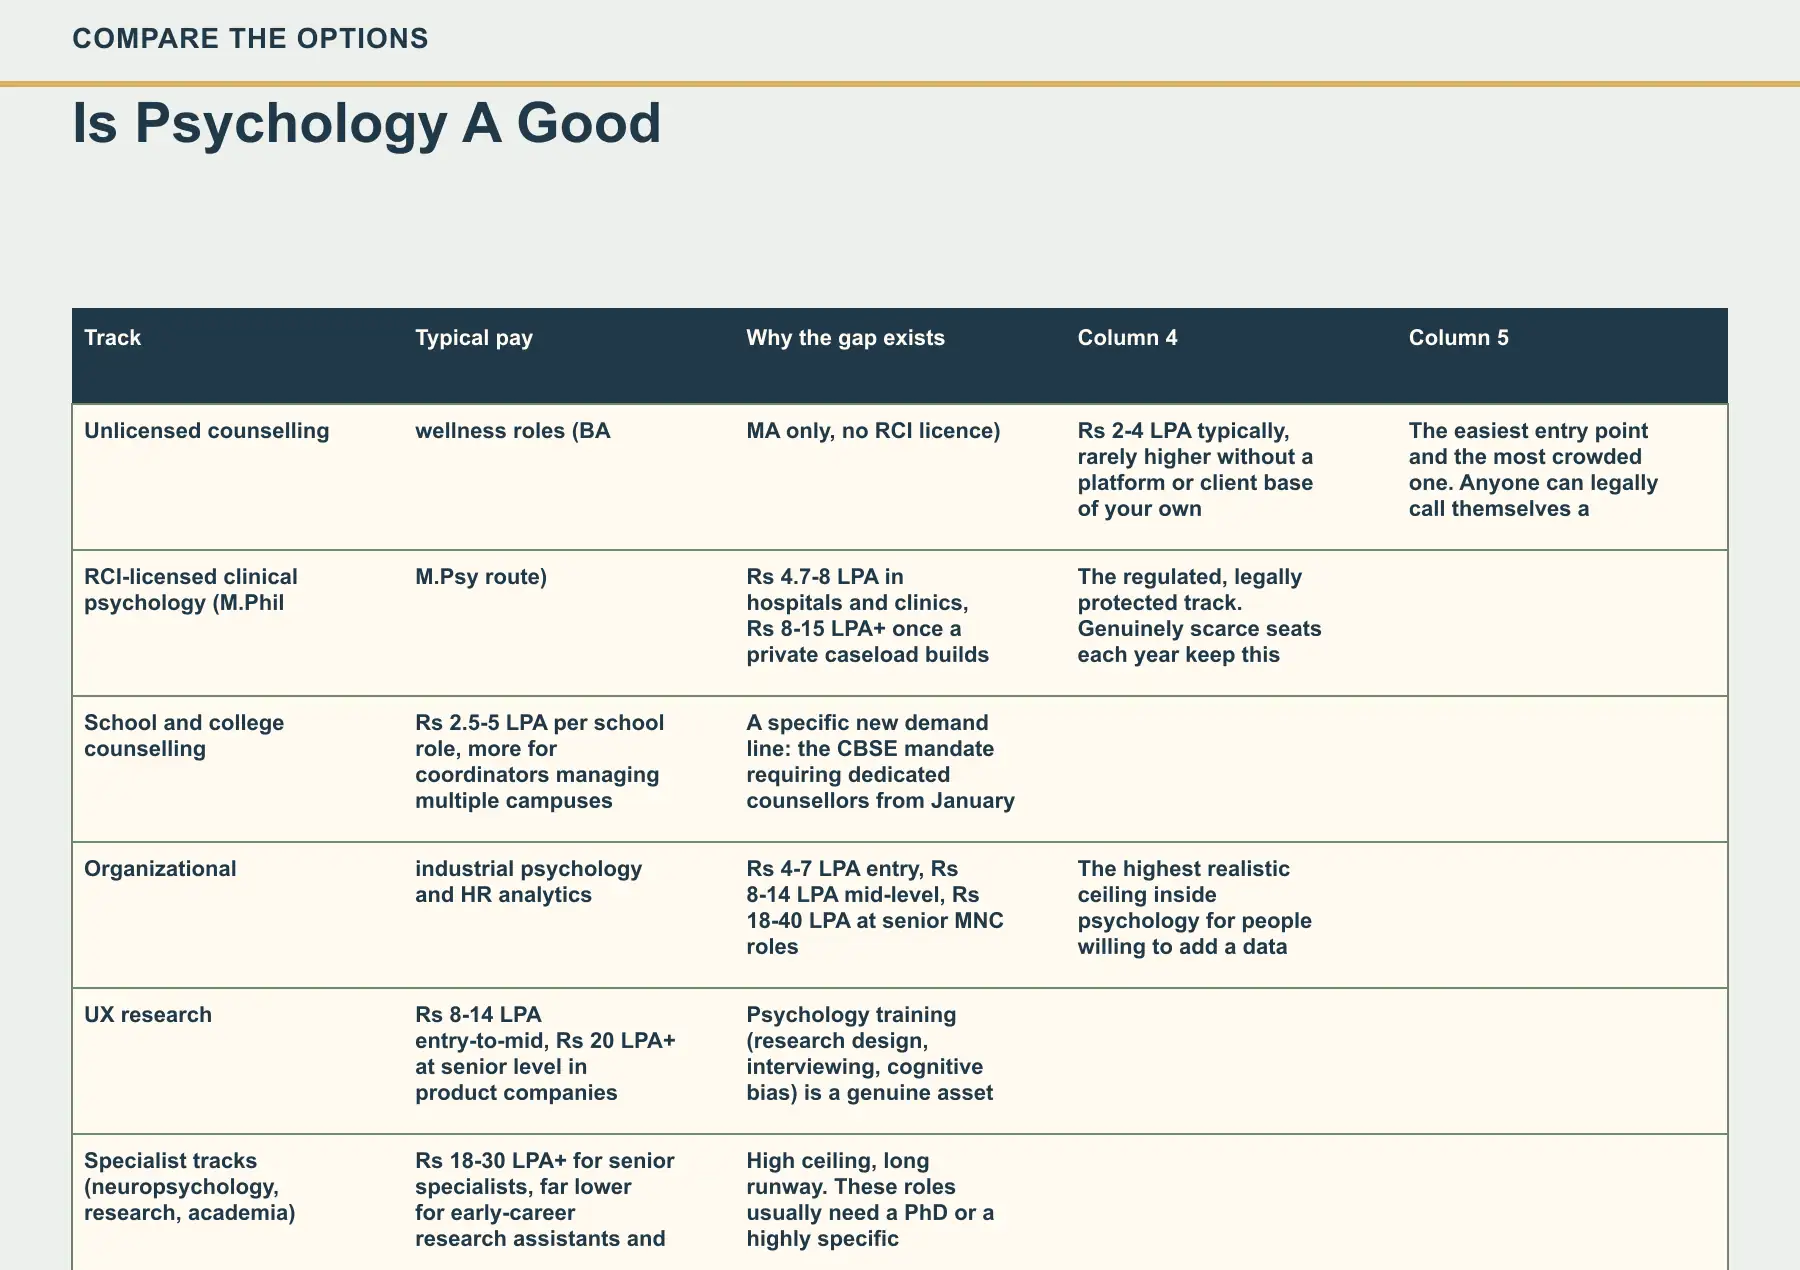 COMPARE THE OPTIONS
Is Psychology A Good
Track
Typical pay
Why the gap exists
Column 4
Column 5
Unlicensed counselling
wellness roles (BA
MA only, no RCI licence)
Rs 2-4 LPA typically,
rarely higher without a
platform or client base
of your own
The easiest entry point
and the most crowded
one. Anyone can legally
call themselves a
RCI-licensed clinical
psychology (M.Phil
M.Psy route)
Rs 4.7-8 LPA in
hospitals and clinics,
Rs 8-15 LPA+ once a
private caseload builds
The regulated, legally
protected track.
Genuinely scarce seats
each year keep this
School and college
counselling
Rs 2.5-5 LPA per school
role, more for
coordinators managing
multiple campuses
A specific new demand
line: the CBSE mandate
requiring dedicated
counsellors from January
Organizational
industrial psychology
and HR analytics
Rs 4-7 LPA entry, Rs
8-14 LPA mid-level, Rs
18-40 LPA at senior MNC
roles
The highest realistic
ceiling inside
psychology for people
willing to add a data
UX research
Rs 8-14 LPA
entry-to-mid, Rs 20 LPA+
at senior level in
product companies
Psychology training
(research design,
interviewing, cognitive
bias) is a genuine asset
Specialist tracks
(neuropsychology,
research, academia)
Rs 18-30 LPA+ for senior
specialists, far lower
for early-career
research assistants and
High ceiling, long
runway. These roles
usually need a PhD or a
highly specific